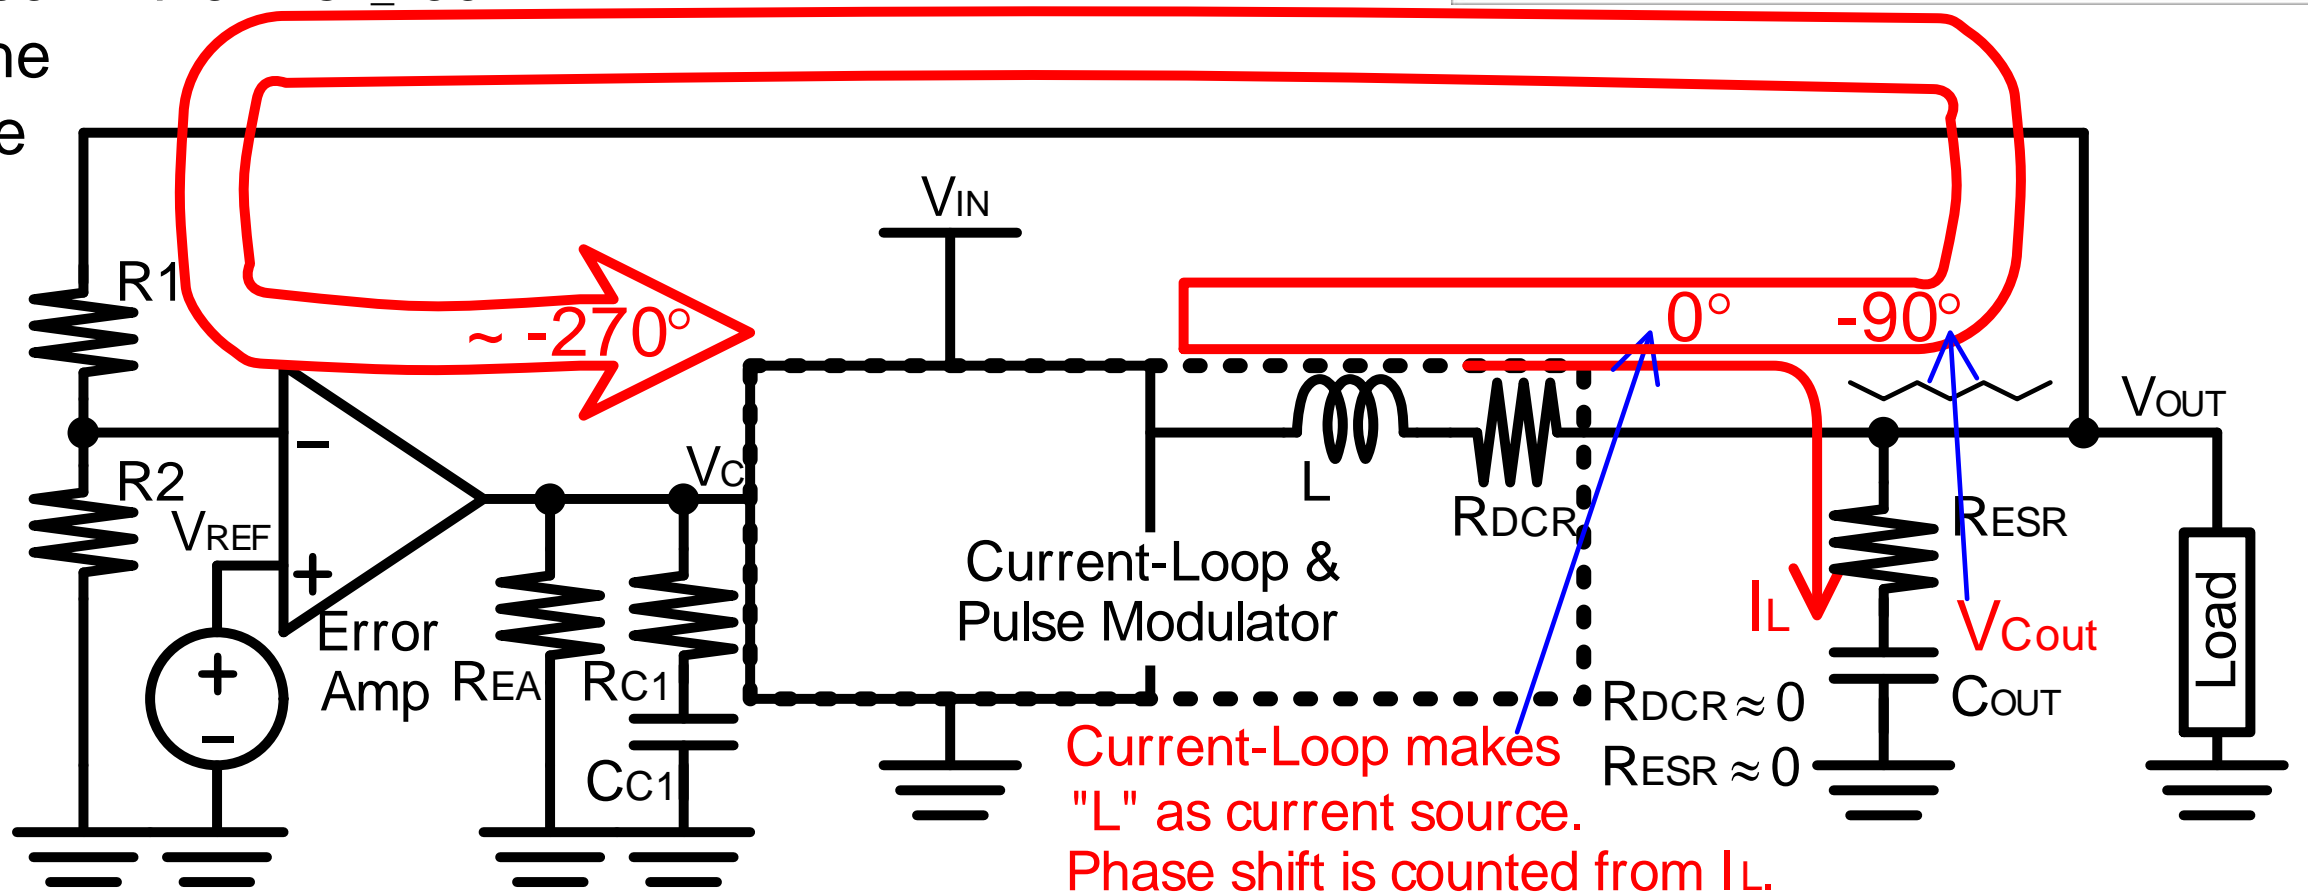 ne
e
VIN
R1
~ -270°
0° -90°
VOUT
R2
VC
L
RDCR
RESR
VREF
−
+
Current-Loop &
Pulse Modulator
IL
VCout
Load
Error
Amp
REA
RC1
+
−
RDCR ≈ 0
COUT
RESR ≈ 0
CC1
Current-Loop makes
"L" as current source.
Phase shift is counted from IL.